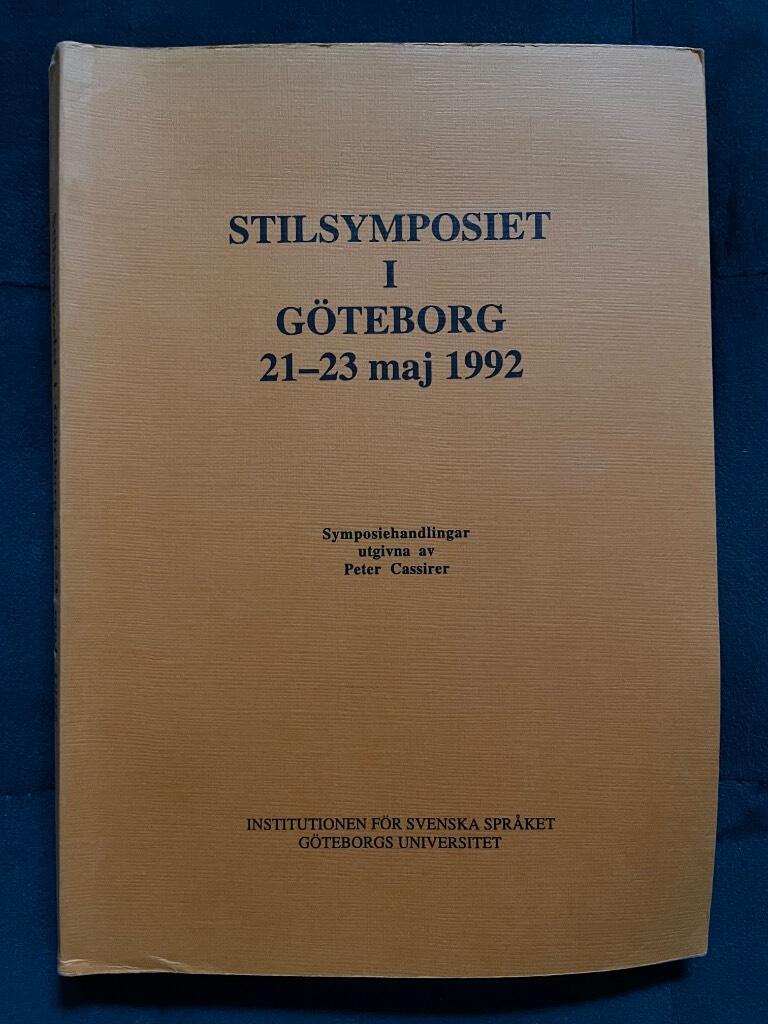 STILSYMPOSIET
I
GÖTEBORG
21–23 maj 1992
Symposiehandlingar
utgivna av
Peter Cassirer
INSTITUTIONEN FÖR SVENSKA SPRÅKET
GÖTEBORGS UNIVERSITET